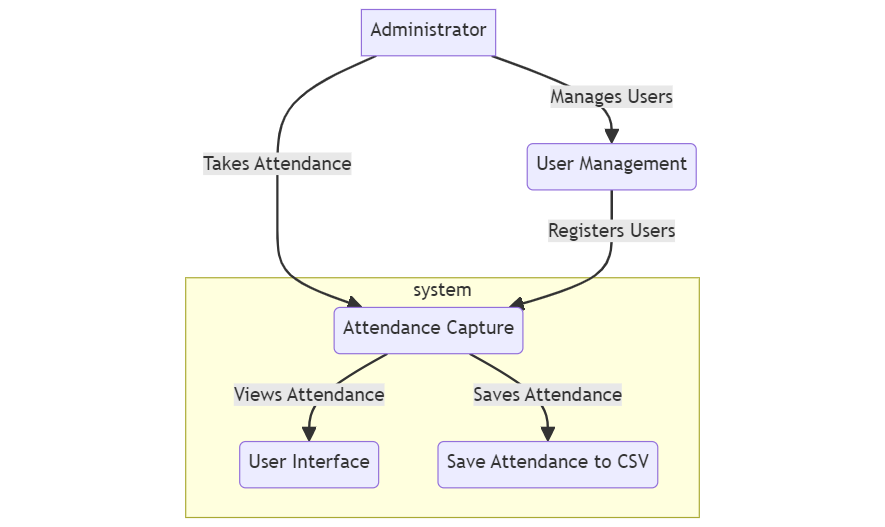 Administrator
Manages Users
Takes Attendance
User Management
Registers Users
system
Attendance Capture
Views Attendance
Saves Attendance
User Interface
Save Attendance to CSV